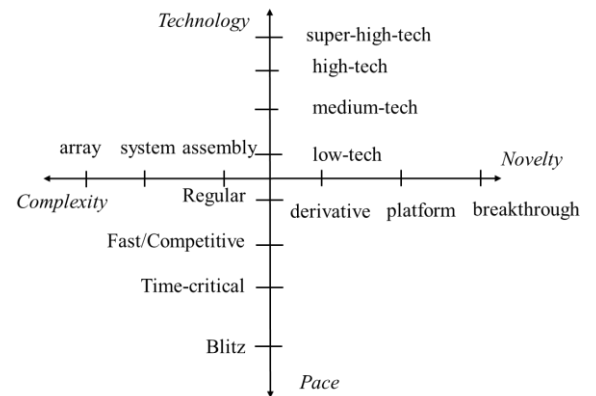 Technology
super-high-tech
high-tech
medium-tech
array system assembly
low-tech
Novelty
Complexity
Regular
derivative platform breakthrough
Fast/Competitive
Time-critical
Blitz
Pace